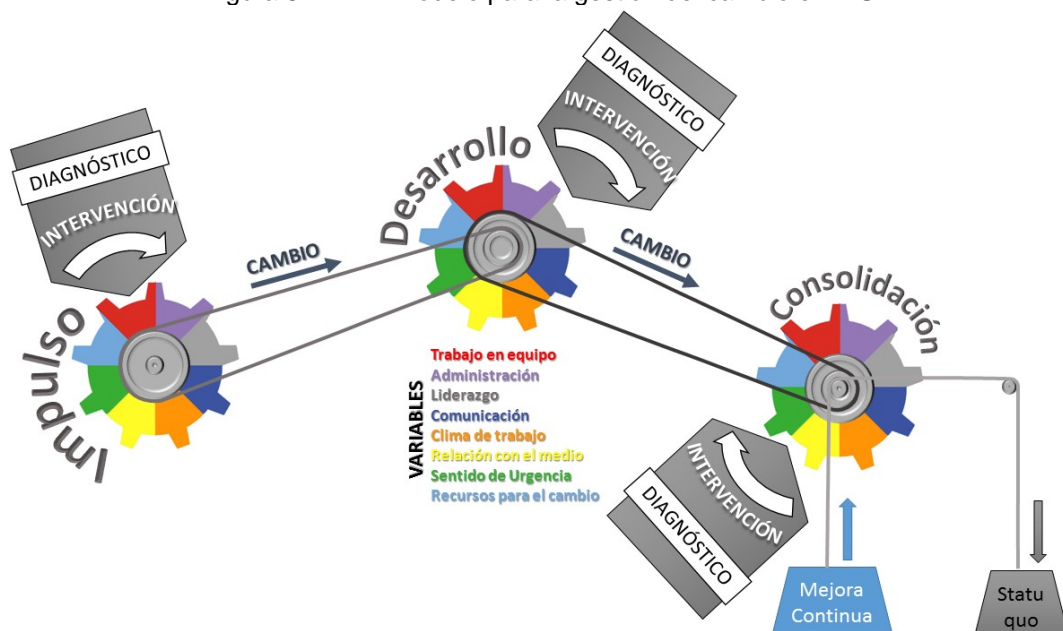 DIAGNÓSTICO
INTERVENCIÓN
Impulso
CAMBIO
Desarrollo
DIAGNÓSTICO
INTERVENCIÓN
CAMBIO
Consolidación
VARIABLES
Trabajo en equipo
Administración
Liderazgo
Comunicación
Clima de trabajo
Relación con el medio
Sentido de Urgencia
Recursos para el cambio
INTERVENCIÓN
DIAGNÓSTICO
Mejora
Continua
Statu
quo